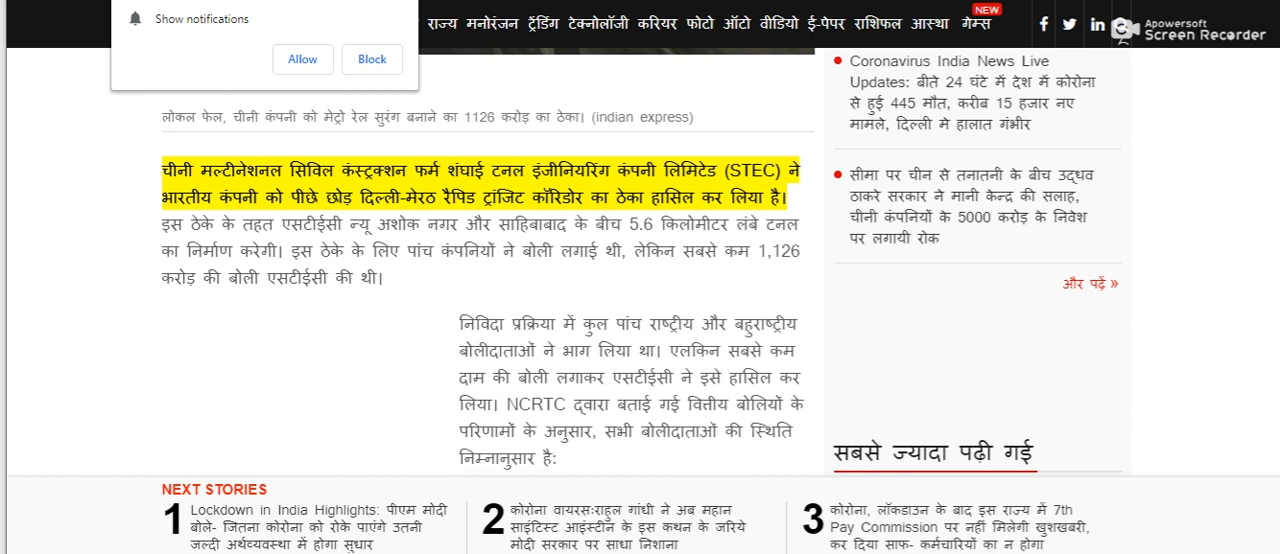 Show notifications
Allow
Block
राज्य मनोरंजन ट्रेंडिंग टेक्नोलॉजी करियर फोटो ऑटो वीडियो ई-पेपर राशिफल आस्था गेम्स
NEW
Apowersoft
Screen Recorder
लोकल फेल, चीनी कंपनी को मेट्रो रेल सुरंग बनाने का 1126 करोड़ का ठेका। (indian express)
चीनी मल्टीनेशनल सिविल कंस्ट्रक्शन फर्म शंघाई टनल इंजीनियरिंग कंपनी लिमिटेड (STEC) ने
भारतीय कंपनी को पीछे छोड़ दिल्ली-मेरठ रैपिड ट्रांजिट कॉरिडोर का ठेका हासिल कर लिया है।
इस ठेके के तहत एसटीईसी न्यू अशोक नगर और साहिबाबाद के बीच 5.6 किलोमीटर लंबे टनल
का निर्माण करेगी। इस ठेके के लिए पांच कंपनियों ने बोली लगाई थी, लेकिन सबसे कम 1,126
करोड़ की बोली एसटीईसी की थी।
निविदा प्रक्रिया में कुल पांच राष्ट्रीय और बहुराष्ट्रीय
बोलीदाताओं ने भाग लिया था। एलकिन सबसे कम
दाम की बोली लगाकर एसटीईसी ने इसे हासिल कर
लिया। NCRTC द्वारा बताई गई वित्तीय बोलियों के
परिणामों के अनुसार, सभी बोलीदाताओं की स्थिति
निम्नानुसार है:
Coronavirus India News Live
Updates: बीते 24 घंटे में देश में कोरोना
से हुई 445 मौत, करीब 15 हजार नए
मामले, दिल्ली मे हालात गंभीर
सीमा पर चीन से तनातनी के बीच उद्धव
ठाकरे सरकार ने मानी केन्द्र की सलाह,
चीनी कंपनियों के 5000 करोड़ के निवेश
पर लगायी रोक
और पढ़ें »
सबसे ज्यादा पढ़ी गई
NEXT STORIES
1 Lockdown in India Highlights: पीएम मोदी
बोले- जितना कोरोना को रोके पाएंगे उतनी
जल्दी अर्थव्यवस्था में होगा सुधार
2 कोरोना वायरसःराहुल गांधी ने अब महान
साइंटिस्ट आइंस्टीन के इस कथन के जरिये
मोदी सरकार पर साधा निशाना
3 कोरोना, लॉकडाउन के बाद इस राज्य में 7th
Pay Commission पर नहीं मिलेगी खुशखबरी,
कर दिया साफ- कर्मचारियों का न होगा